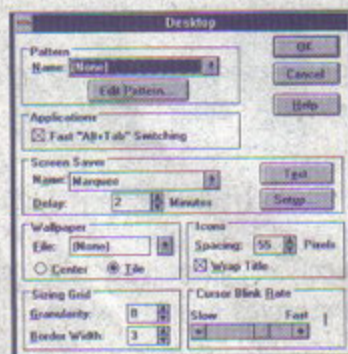 Desktop
Pattern
Name: (None)
Edit Pattern...
OK
Cancel
Help
Applications
Fast "Alt+Tab" Switching
Screen Saver
Name: Marquee
Delay: 2 Minutes
Test
Setup...
Wallpaper
File: (None)
Center Tile
Icons
Spacing: 55 Pixels
Wrap Title
Sizing Grid
Granularity: 0
Border Width: 3
Cursor Blink Rate
Slow Fast